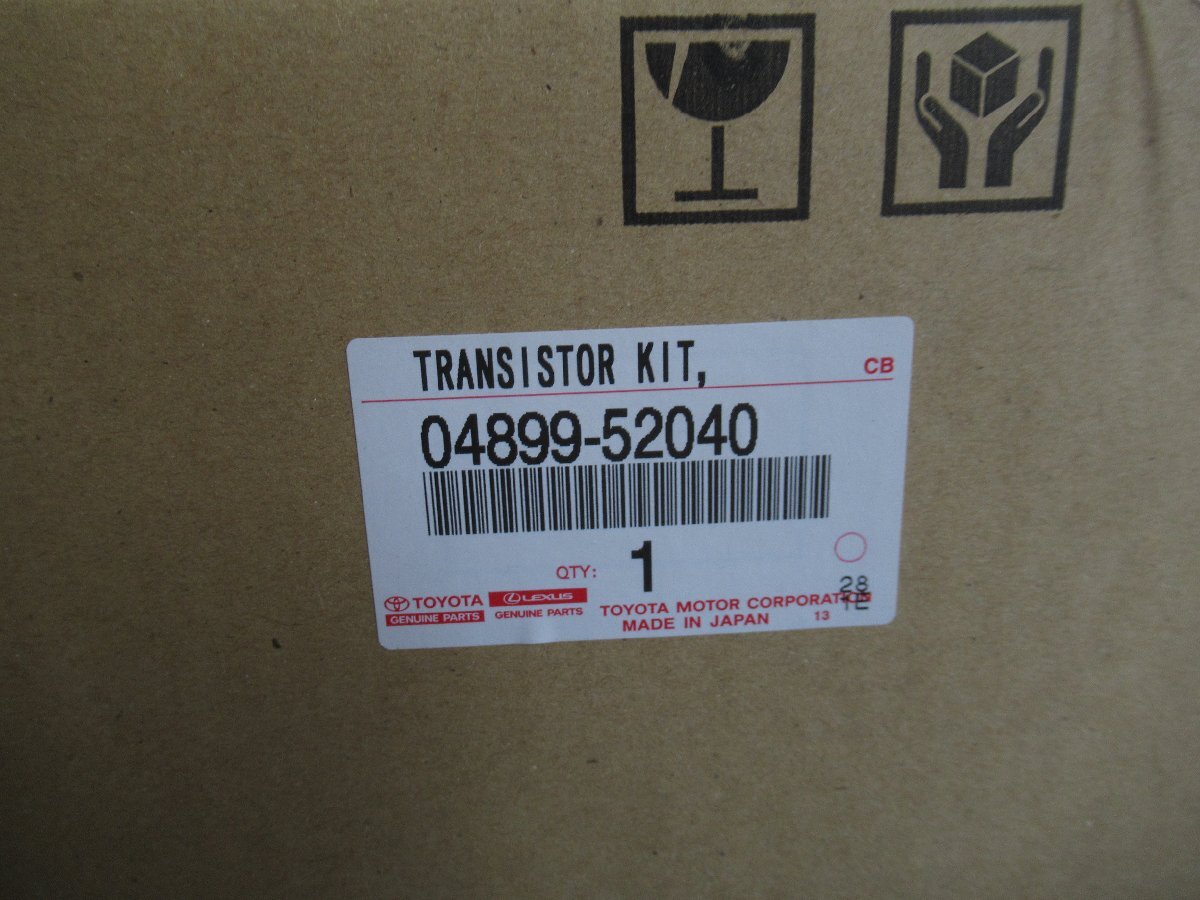 TRANSISTOR KIT,
CB
04899-52040
1
QTY:
28
TOYOTA
LEXUS
TOYOTA MOTOR CORPORATION
1E
GENUINE PARTS
GENUINE PARTS
MADE IN JAPAN
13